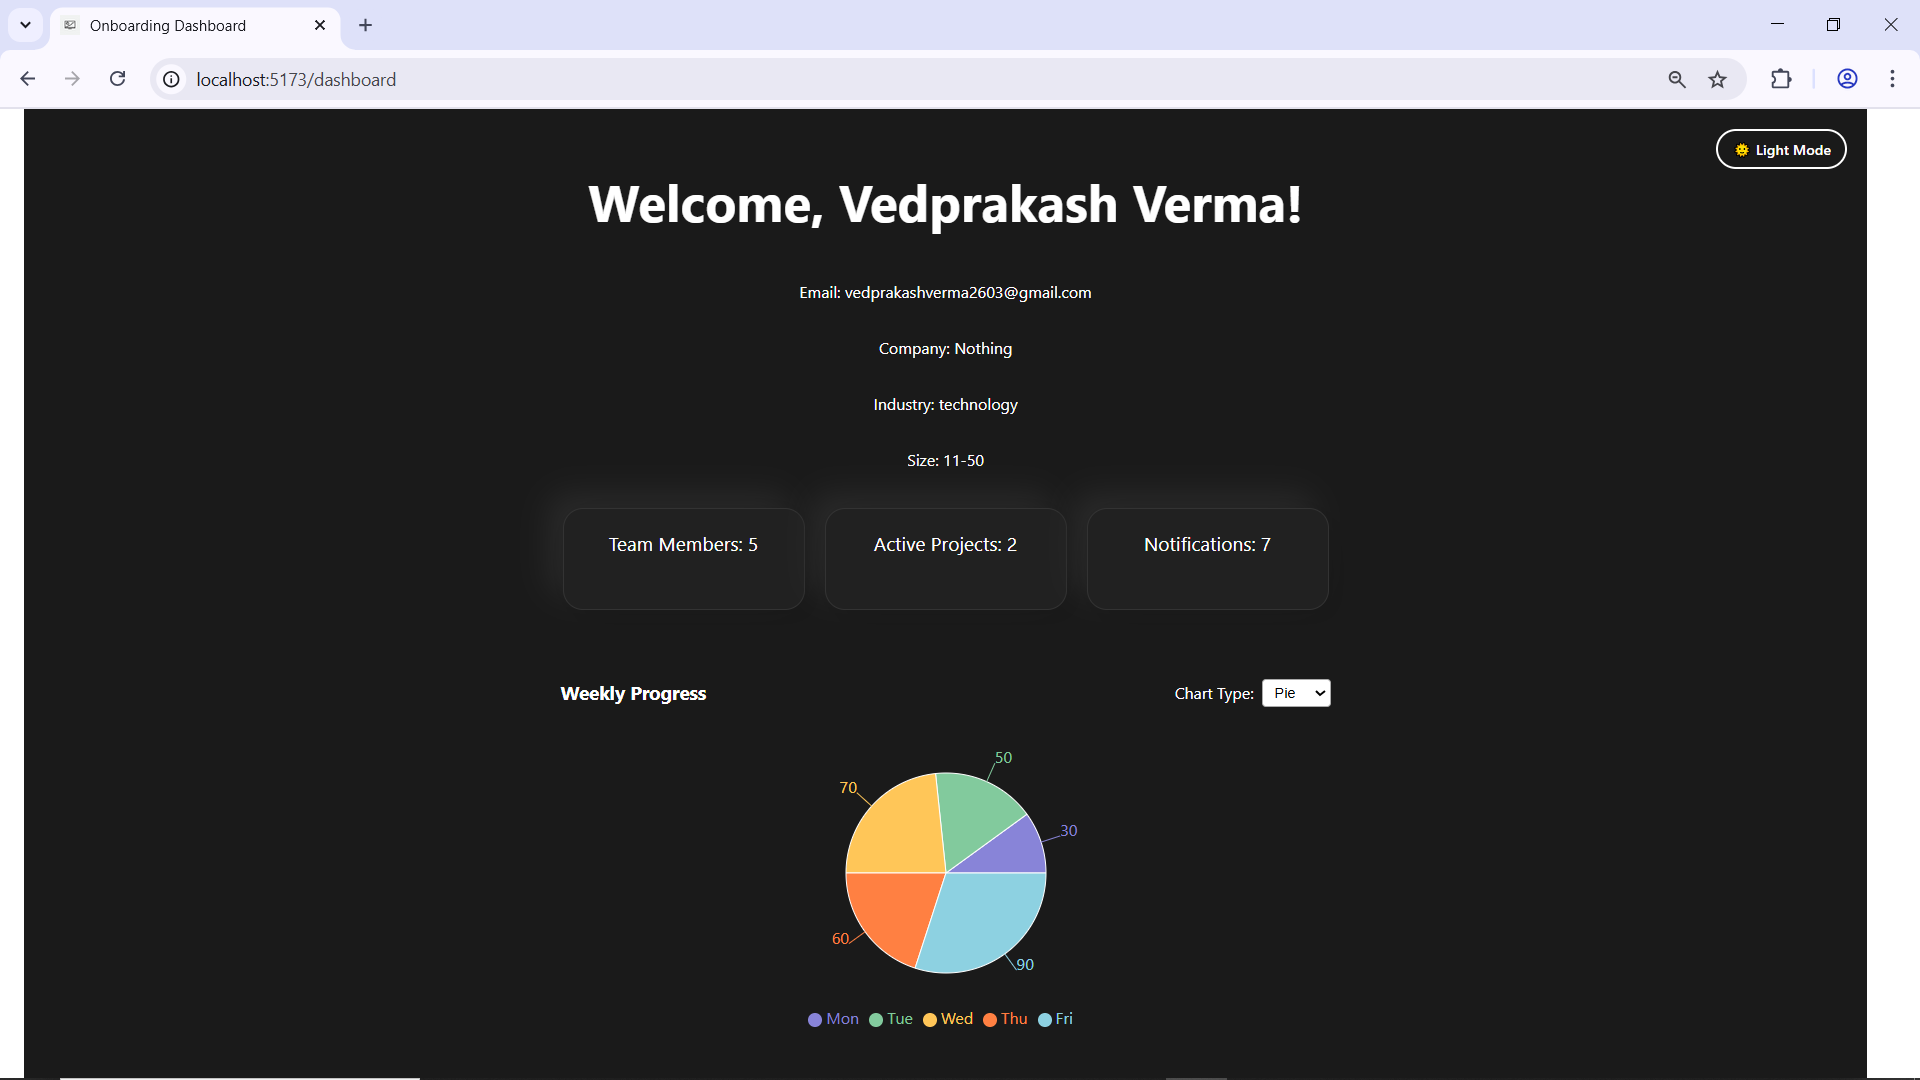 Onboarding Dashboard
localhost:5173/dashboard
Light Mode
Welcome, Vedprakash Verma!
Email: vedprakashverma2603@gmail.com
Company: Nothing
Industry: technology
Size: 11-50
Team Members: 5
Active Projects: 2
Notifications: 7
Weekly Progress
Chart Type: Pie
50
70
30
60
90
Mon Tue Wed Thu Fri